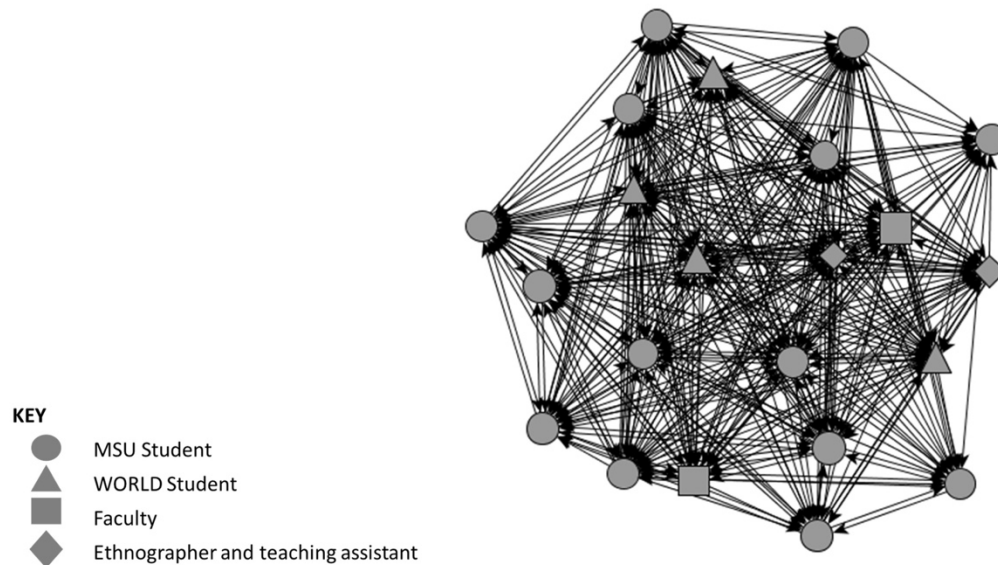 KEY
MSU Student
WORLD Student
Faculty
Ethnographer and teaching assistant